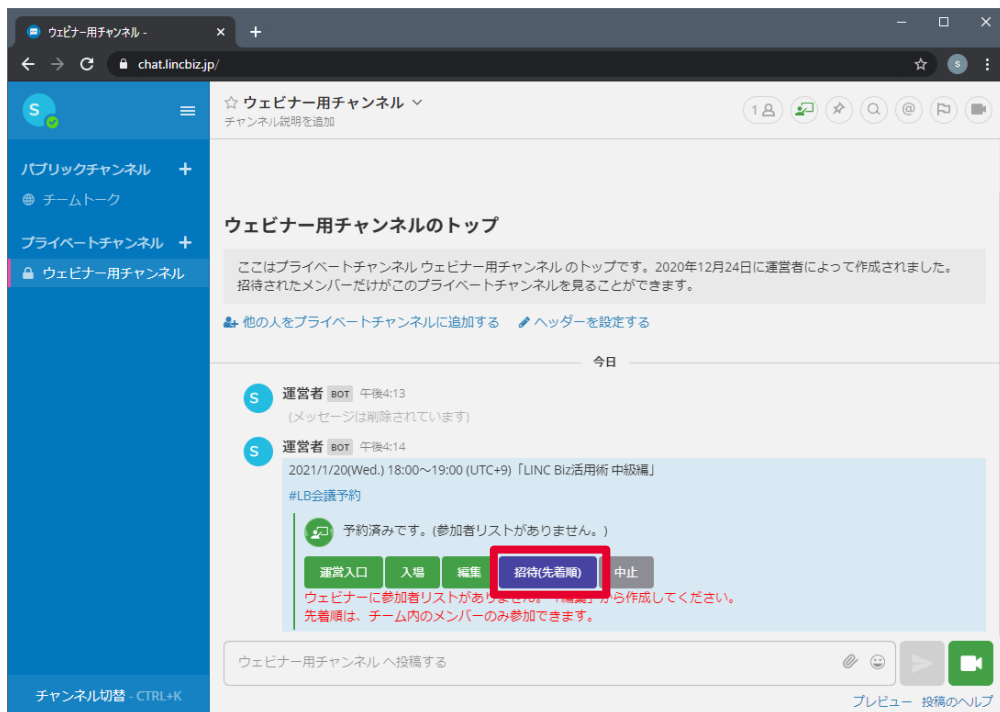 ウェビナー用チャンネル -
chat.lincbiz.jp/
S
S
ウェビナー用チャンネル
チャンネル説明を追加
1
パブリックチャンネル
チームトーク
プライベートチャンネル
ウェビナー用チャンネル
ウェビナー用チャンネルのトップ
ここはプライベートチャンネル ウェビナー用チャンネル のトップです。2020年12月24日に運営者によって作成されました。
招待されたメンバーだけがこのプライベートチャンネルを見ることができます。
他の人をプライベートチャンネルに追加する ヘッダーを設定する
今日
S 運営者 BOT 午後4:13
(メッセージは削除されています)
S 運営者 BOT 午後4:14
2021/1/20(Wed.) 18:00～19:00 (UTC+9)「LINC Biz活用術 中級編」
#LB会議予約
予約済みです。(参加者リストがありません。)
運営入口 入場 編集 招待(先着順) 中止
ウェビナーに参加者リストがありません。「編集」から作成してください。
先着順は、チーム内のメンバーのみ参加できます。
ウェビナー用チャンネル へ投稿する
チャンネル切替 - CTRL+K
プレビュー 投稿のヘルプ